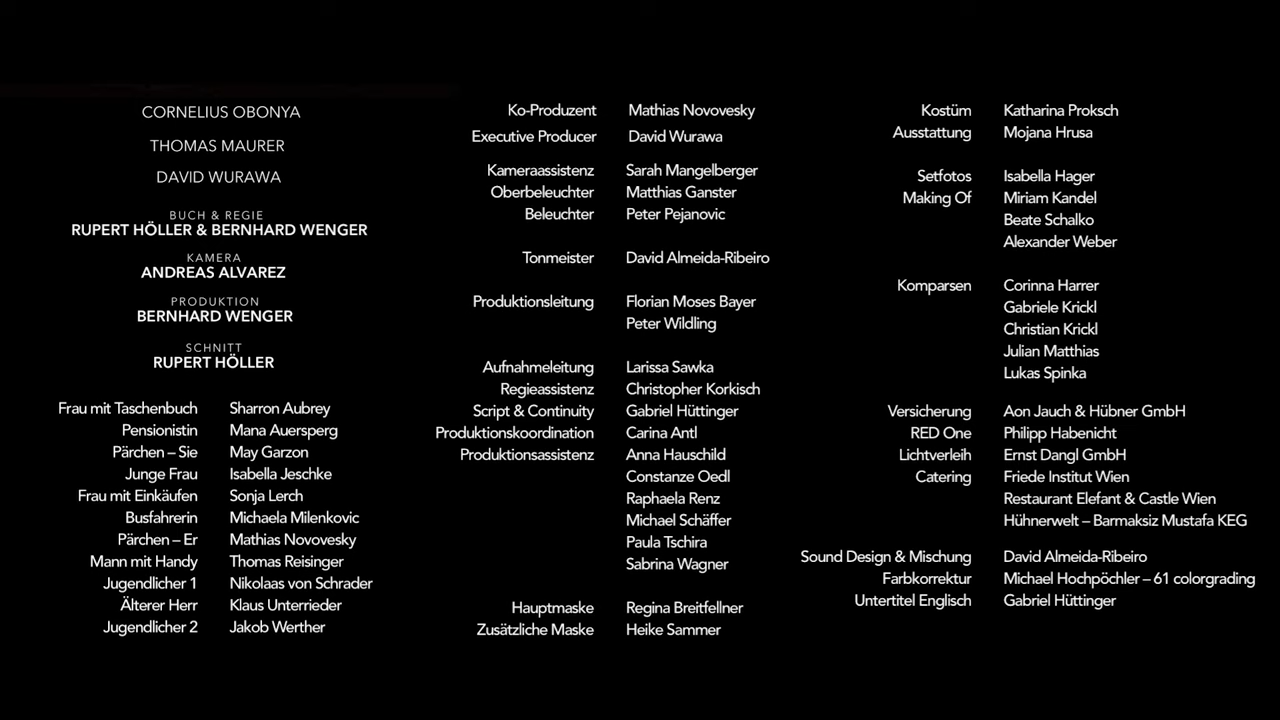 CORNELIUS OBONYA
THOMAS MAURER
DAVID WURAWA
BUCH & REGIE
RUPERT HÖLLER & BERNHARD WENGER
KAMERA
ANDREAS ALVAREZ
PRODUKTION
BERNHARD WENGER
SCHNITT
RUPERT HÖLLER
Frau mit Taschenbuch Sharron Aubrey
Pensionistin Mana Auersperg
Pärchen – Sie May Garzon
Junge Frau Isabella Jeschke
Frau mit Einkäufen Sonja Lerch
Busfahrerin Michaela Milenkovic
Pärchen – Er Mathias Novovesky
Mann mit Handy Thomas Reisinger
Jugendlicher 1 Nikolaas von Schrader
Älterer Herr Klaus Unterrieder
Jugendlicher 2 Jakob Werther
Ko-Produzent Mathias Novovesky
Executive Producer David Wurawa
Kameraassistenz Sarah Mangelberger
Oberbeleuchter Matthias Ganster
Beleuchter Peter Pejanovic
Tonmeister David Almeida-Ribeiro
Produktionsleitung Florian Moses Bayer
Peter Wildling
Aufnahmeleitung Larissa Sawka
Regieassistenz Christopher Korkisch
Script & Continuity Gabriel Hüttinger
Produktionskoordination Carina Antl
Produktionsassistenz Anna Hauschild
Constanze Oedl
Raphaela Renz
Michael Schäffer
Paula Tschira
Sabrina Wagner
Hauptmaske Regina Breitfellner
Zusätzliche Maske Heike Sammer
Kostüm Katharina Proksch
Ausstattung Mojana Hrusa
Setfotos Isabella Hager
Making Of Miriam Kandel
Beate Schalko
Alexander Weber
Komparsen Corinna Harrer
Gabriele Krickl
Christian Krickl
Julian Matthias
Lukas Spinka
Versicherung Aon Jauch & Hübner GmbH
RED One Philipp Habenicht
Lichtverleih Ernst Dangl GmbH
Catering Friede Institut Wien
Restaurant Elefant & Castle Wien
Hühnerwelt – Barmaksiz Mustafa KEG
Sound Design & Mischung David Almeida-Ribeiro
Farbkorrektur Michael Hochpöchler – 61 colorgrading
Untertitel Englisch Gabriel Hüttinger